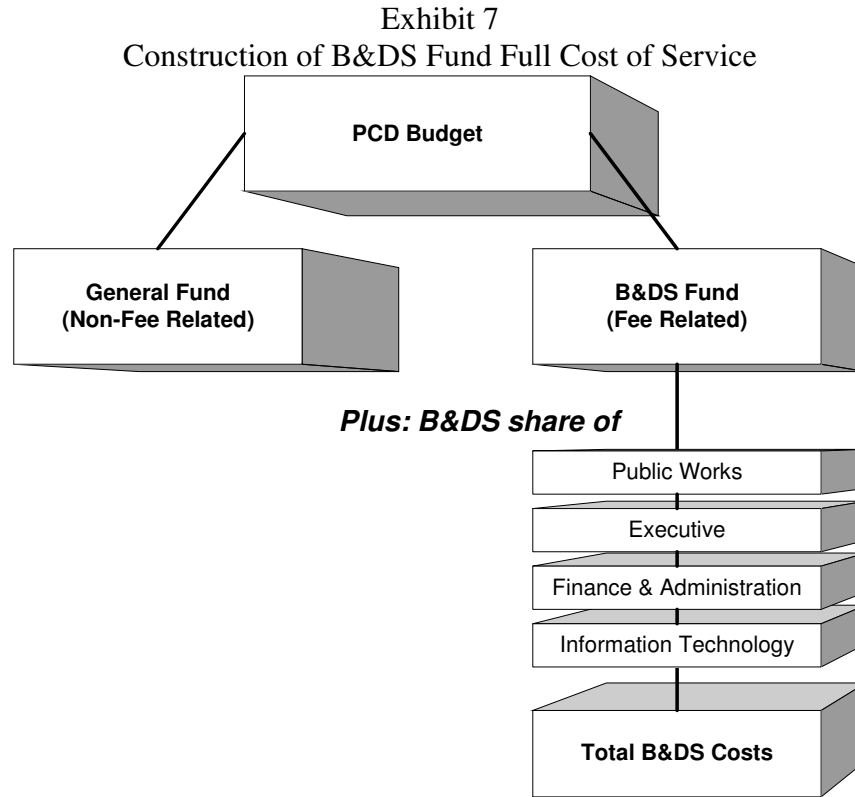 Exhibit 7
Construction of B&DS Fund Full Cost of Service
PCD Budget
General Fund
(Non-Fee Related)
B&DS Fund
(Fee Related)
Plus: B&DS share of
Public Works
Executive
Finance & Administration
Information Technology
Total B&DS Costs